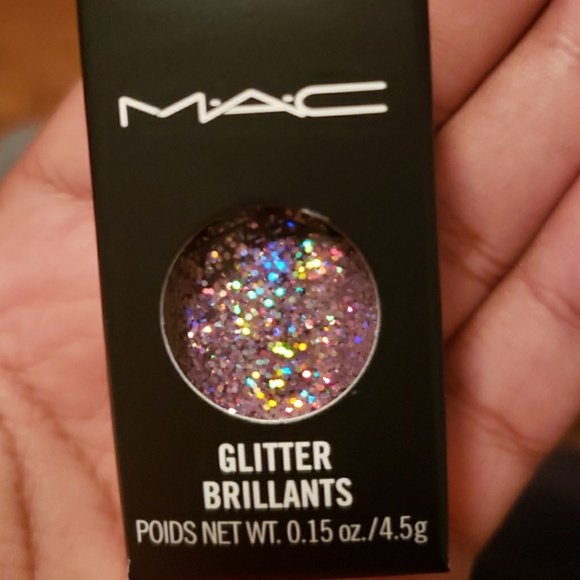 M·A·C
GLITTER
BRILLANTS
POIDS NET WT. 0.15 oz./4.5g